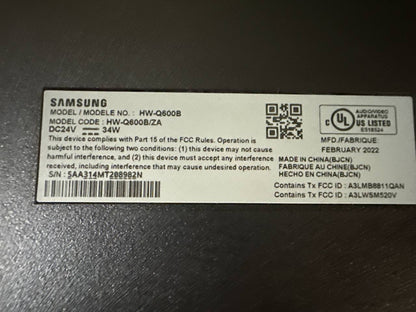 SAMSUNG
MODEL / MODELE NO. : HW-Q600B
MODEL CODE : HW-Q600B/ZA
DC24V 34W
This device complies with Part 15 of the FCC Rules. Operation is
subject to the following two conditions: (1) this device may not cause
harmful interference, and (2) this device must accept any interference
received, including interference that may cause undesired operation.
S/N : 5AA314MT208982N
C UL US LISTED
AUDIO/VIDEO
APPARATUS
E518524
MFD./FABRIQUE
FEBRUARY 2022
MADE IN CHINA(BJCN)
FABRIQUE AU CHINE(BJCN)
HECHO EN CHINA(BJCN)
Contains Tx FCC ID : A3LMB8811QAN
Contains Tx FCC ID : A3LWSM520V